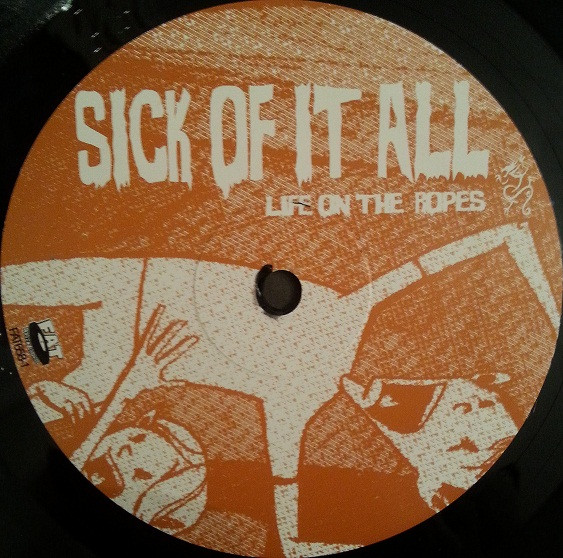 SICK OF IT ALL
LIFE ON THE ROPES